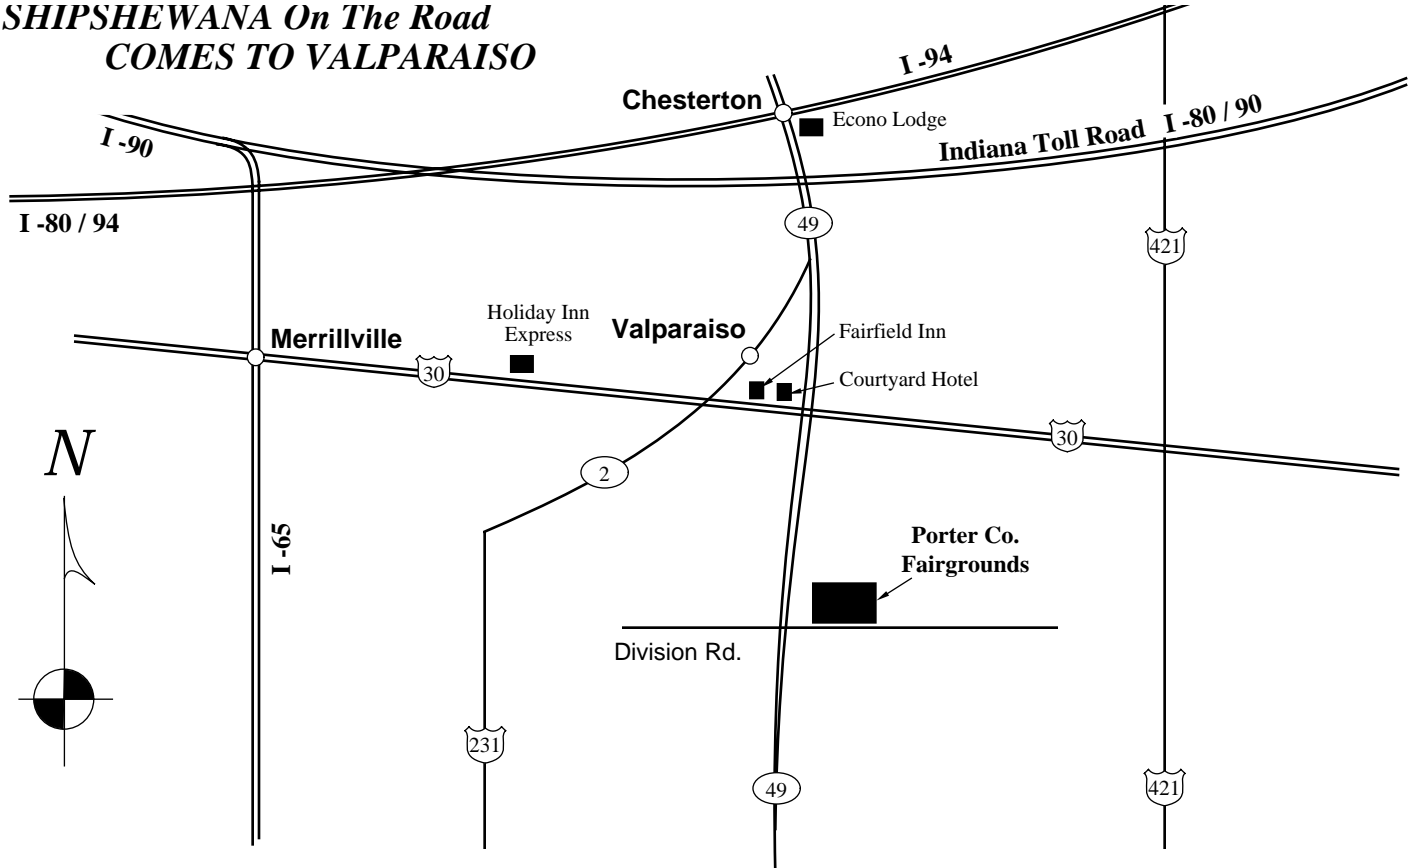 SHIPSHEWANA On The Road
COMES TO VALPARAISO
I -94
Chesterton
Econo Lodge
I -90
Indiana Toll Road
I -80 / 90
I -80 / 94
49
421
Holiday Inn
Express
Valparaiso
Fairfield Inn
Merrillville
30
Courtyard Hotel
N
30
2
I -65
Porter Co.
Fairgrounds
Division Rd.
231
49
421